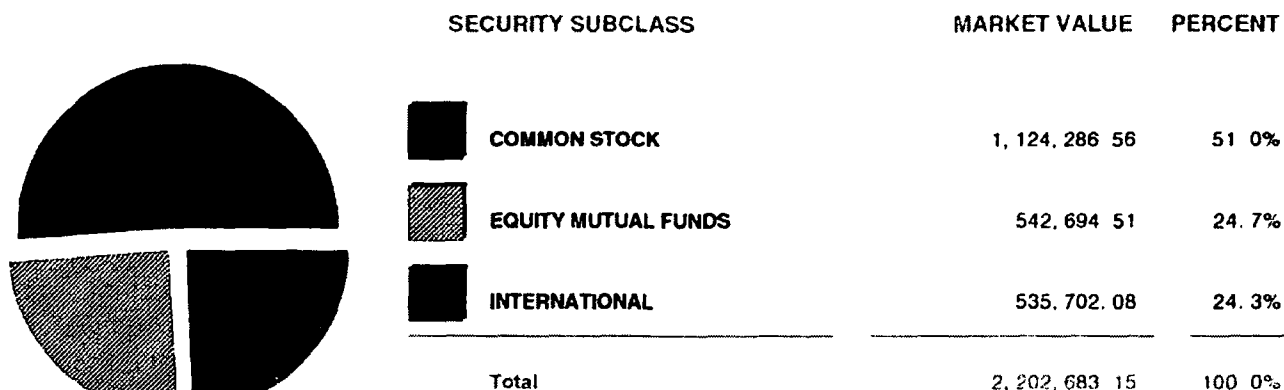 SECURITY SUBCLASS MARKET VALUE PERCENT
COMMON STOCK 1, 124, 286 56 51 0%
EQUITY MUTUAL FUNDS 542, 694 51 24. 7%
INTERNATIONAL 535, 702. 08 24. 3%
Total 2, 202, 683 15 100 0%